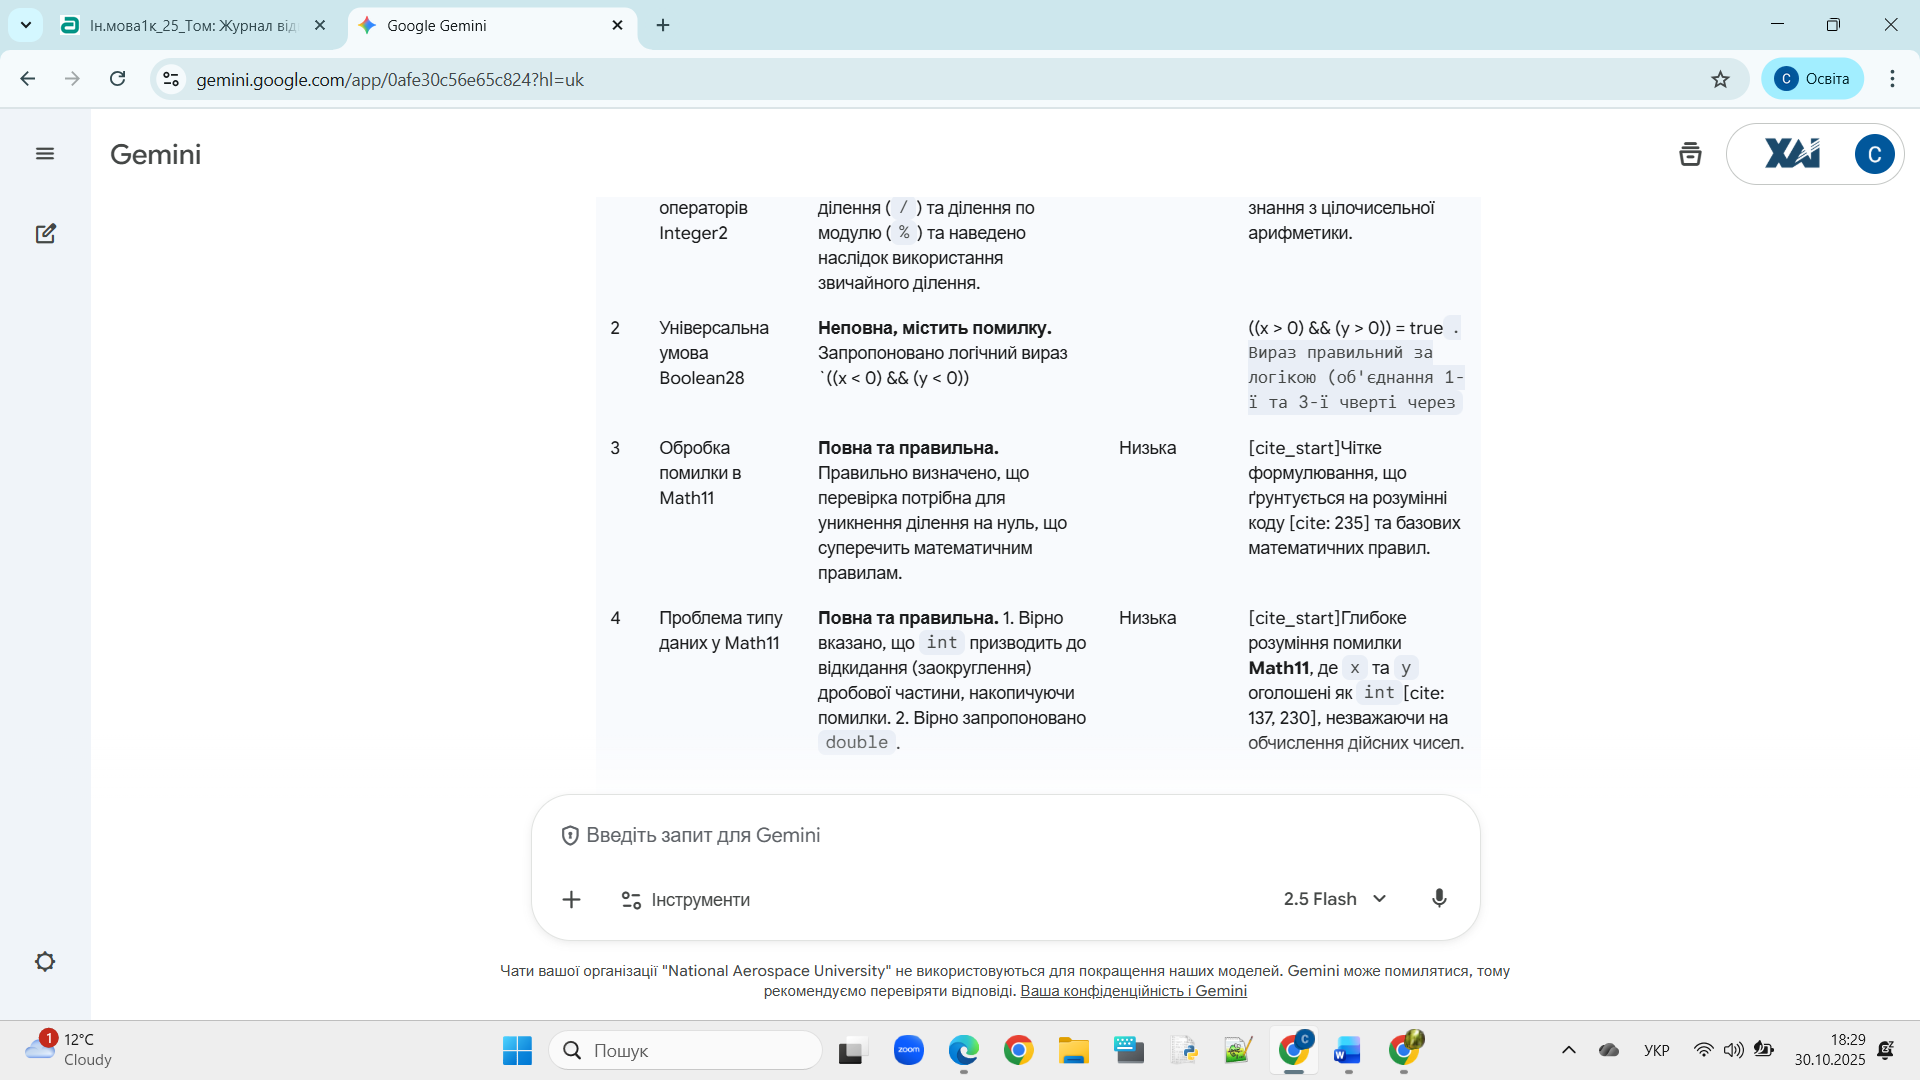 Ін.мова1к_25_Том: Журнал від
Google Gemini
gemini.google.com/app/0afe30c56e65c824?hl=uk
С
Освіта
Gemini
XAI
С
операторів
Integer2
ділення ( / ) та ділення по
модулю ( % ) та наведено
наслідок використання
звичайного ділення.
знання з цілочисельної
арифметики.
2
Універсальна
умова
Boolean28
Неповна, містить помилку.
Запропоновано логічний вираз
`((x < 0) && (y < 0))
((x > 0) && (y > 0)) = true .
Вираз правильний за
логікою (об'єднання 1-
ї та 3-ї чверті через
3
Обробка
помилки в
Math11
Повна та правильна.
Правильно визначено, що
перевірка потрібна для
уникнення ділення на нуль, що
суперечить математичним
правилам.
Низька
[cite_start]Чітке
формулювання, що
ґрунтується на розумінні
коду [cite: 235] та базових
математичних правил.
4
Проблема типу
даних у Math11
Повна та правильна. 1. Вірно
вказано, що int призводить до
відкидання (заокруглення)
дробової частини, накопичуючи
помилки. 2. Вірно запропоновано
double .
Низька
[cite_start]Глибоке
розуміння помилки
Math11, де x та y
оголошені як int [cite:
137, 230], незважаючи на
обчислення дійсних чисел.
Введіть запит для Gemini
Інструменти
2.5 Flash
Чати вашої організації "National Aerospace University" не використовуються для покращення наших моделей. Gemini може помилятися, тому
рекомендуємо перевіряти відповіді. Ваша конфіденційність і Gemini
1
12°C
Cloudy
Пошук
zoom
C
W
УКР
18:29
30.10.2025